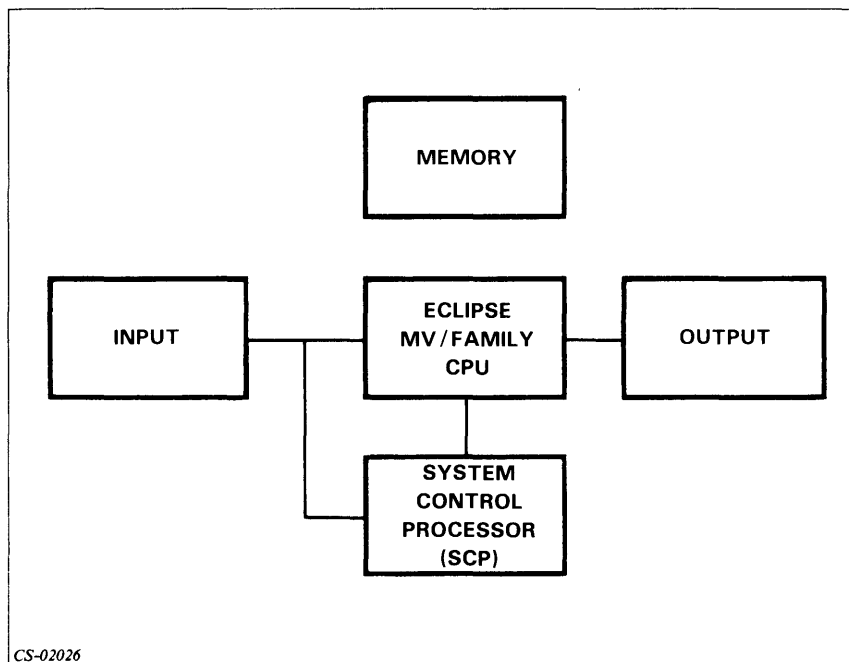 MEMORY
INPUT
ECLIPSE
MV/FAMILY
CPU
OUTPUT
SYSTEM
CONTROL
PROCESSOR
(SCP)
CS-02026